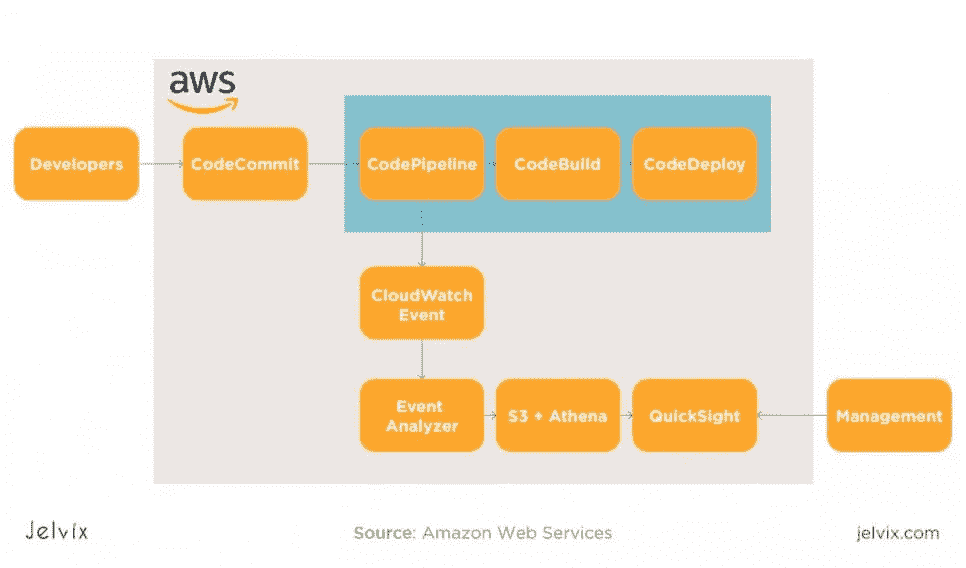 aws
Developers
CodeCommit
CodePipeline
CodeBuild
CodeDeploy
CloudWatch
Event
Event
Analyzer
S3 + Athena
QuickSight
Management
Jelvix
Source: Amazon Web Services
jelvix.com